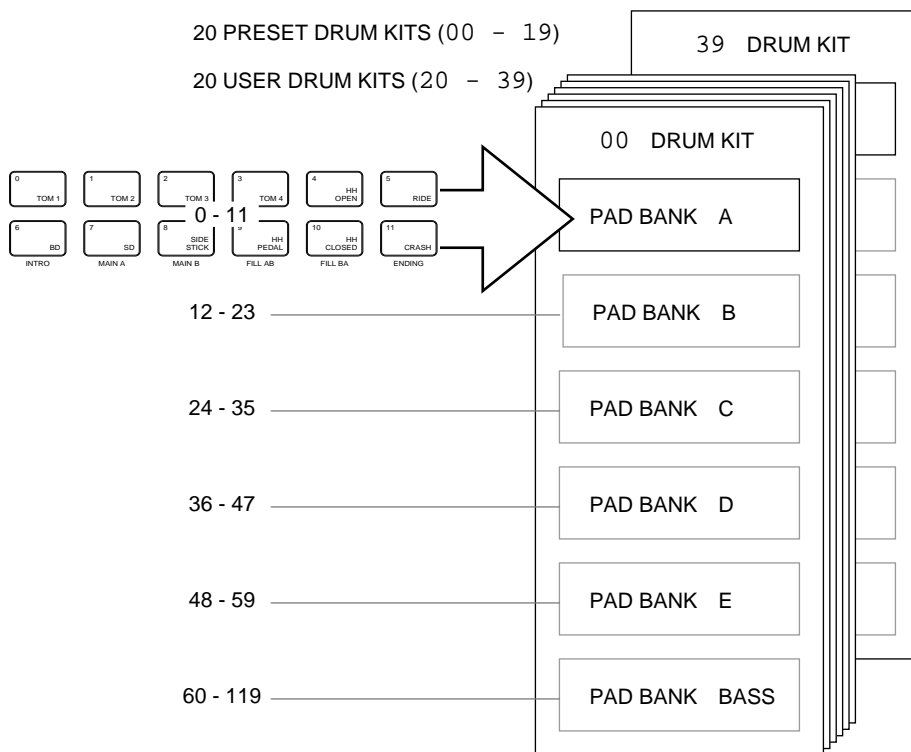 20 PRESET DRUM KITS (00 - 19)
20 USER DRUM KITS (20 - 39)
39 DRUM KIT
00 DRUM KIT
0 TOM 1
1 TOM 2
2 TOM 3
3 TOM 4
4 HH OPEN
5 RIDE
0 - 11
6 BD
7 SD
8 SIDE STICK
9 HH PEDAL
10 HH CLOSED
11 CRASH
INTRO
MAIN A
MAIN B
FILL AB
FILL BA
ENDING
PAD BANK A
12 - 23
PAD BANK B
24 - 35
PAD BANK C
36 - 47
PAD BANK D
48 - 59
PAD BANK E
60 - 119
PAD BANK BASS